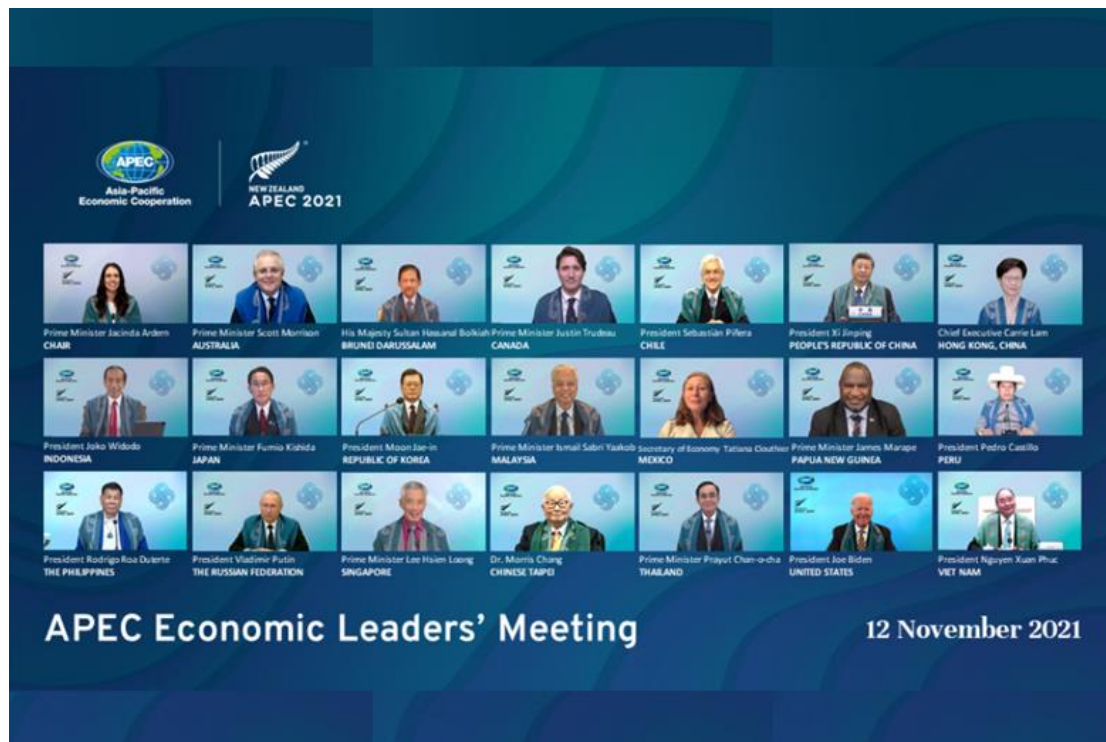 APEC
Asia-Pacific
Economic Cooperation
NEW ZEALAND
APEC 2021
Prime Minister Jacinda Ardern
CHAIR
Prime Minister Scott Morrison
AUSTRALIA
His Majesty Sultan Hassanal Bolkiah
BRUNEI DARUSSALAM
Prime Minister Justin Trudeau
CANADA
President Sebastián Piñera
CHILE
President Xi Jinping
PEOPLE'S REPUBLIC OF CHINA
Chief Executive Carrie Lam
HONG KONG, CHINA
President Joko Widodo
INDONESIA
Prime Minister Fumio Kishida
JAPAN
President Moon Jae-in
REPUBLIC OF KOREA
Prime Minister Ismail Sabri Yaakob
MALAYSIA
Secretary of Economy Tatiana Clouthier
MEXICO
Prime Minister James Marape
PAPUA NEW GUINEA
President Pedro Castillo
PERU
President Rodrigo Roa Duterte
THE PHILIPPINES
President Vladimir Putin
THE RUSSIAN FEDERATION
Prime Minister Lee Hsien Loong
SINGAPORE
Dr. Morris Chang
CHINESE TAIPEI
Prime Minister Prayut Chan-o-cha
THAILAND
President Joe Biden
UNITED STATES
President Nguyen Xuan Phuc
VIET NAM
APEC Economic Leaders' Meeting
12 November 2021